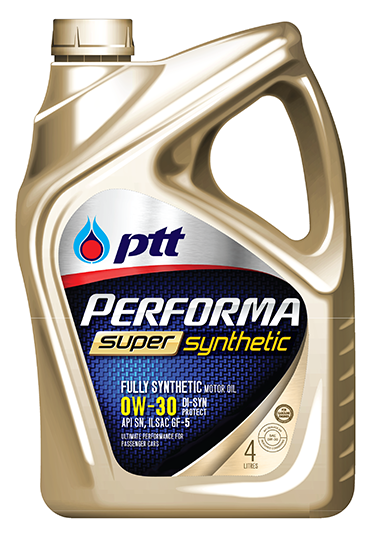 ptt
PERFORMA
super synthetic
FULLY SYNTHETIC MOTOR OIL
0W-30 DI-SYN
PROTECT
API SN, ILSAC GF-5
ULTIMATE PERFORMANCE FOR
PASSENGER CARS
4
LITRES